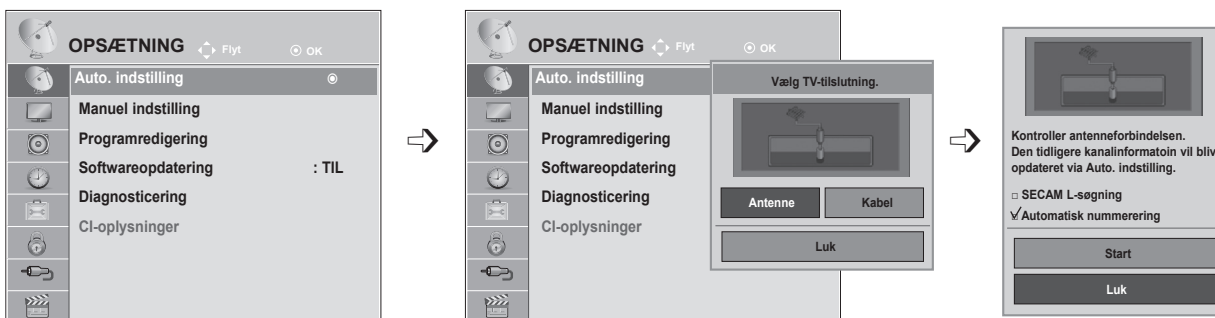 OPSÆTNING Flyt OK
Auto. indstilling
Manuel indstilling
Programredigering
Softwareopdatering : TIL
Diagnosticering
CI-oplysninger
OPSÆTNING Flyt OK
Auto. indstilling
Manuel indstilling
Programredigering
Softwareopdatering
Diagnosticering
CI-oplysninger
Vælg TV-tilslutning.
Antenne Kabel
Luk
Kontroller antenneforbindelsen.
Den tidligere kanalinformatoin vil bliv
opdateret via Auto. indstilling.
□ SECAM L-søgning
☑ Automatisk nummerering
Start
Luk